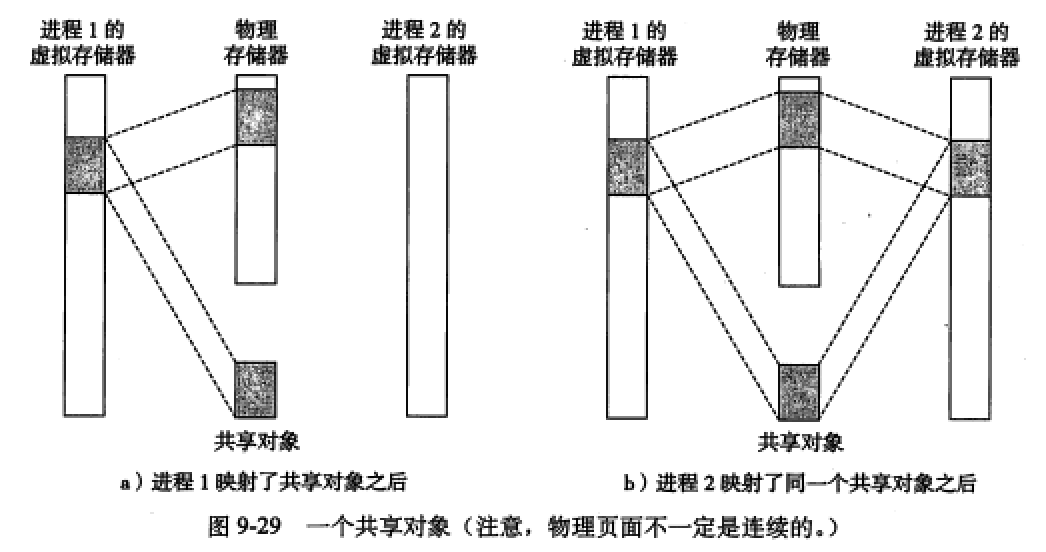 进程 1 的
虚拟存储器
物理
存储器
进程 2 的
虚拟存储器
共享对象
a）进程 1 映射了共享对象之后
进程 1 的
虚拟存储器
物理
存储器
进程 2 的
虚拟存储器
共享对象
b）进程 2 映射了同一个共享对象之后
图 9-29 一个共享对象（注意，物理页面不一定是连续的。）